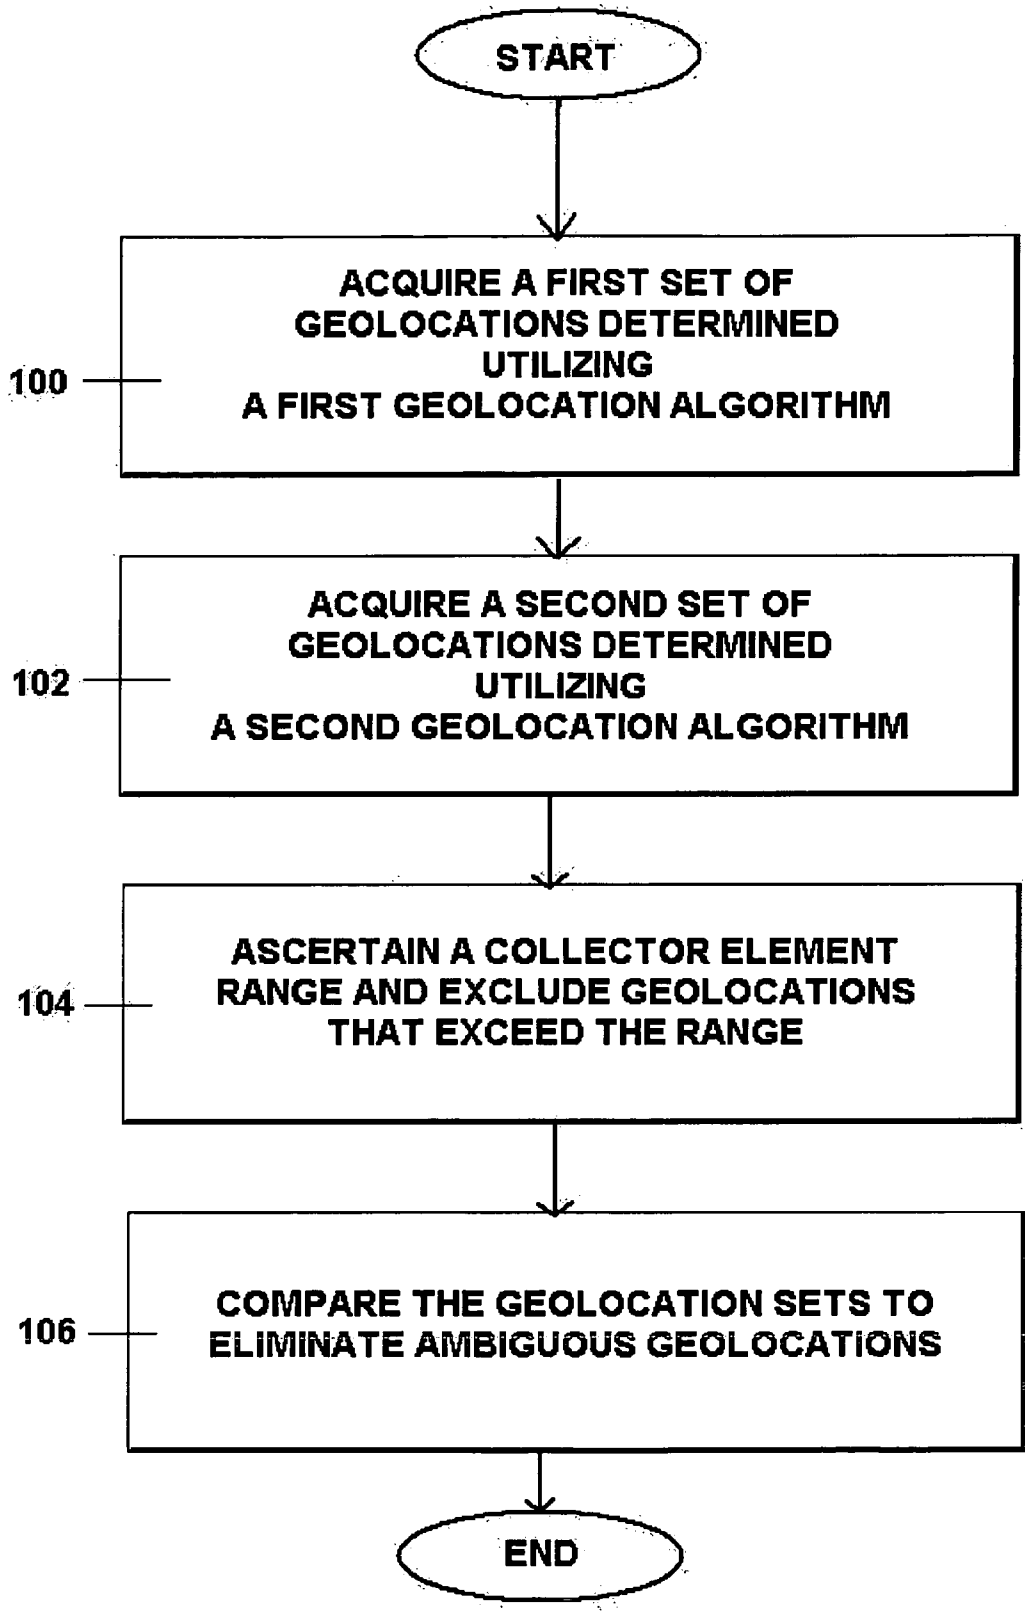 START
ACQUIRE A FIRST SET OF
GEOLOCATIONS DETERMINED
UTILIZING
100
A FIRST GEOLOCATION ALGORITHM
ACQUIRE A SECOND SET OF
GEOLOCATIONS DETERMINED
102
UTILIZING
A SECOND GEOLOCATION ALGORITHM
ASCERTAIN A COLLECTOR ELEMENT
RANGE AND EXCLUDE GEOLOCATIONS
104
THAT EXCEED THE RANGE
COMPARE THE GEOLOCATION SETS TO
106
ELIMINATE AMBIGUOUS GEOLOCATIONS
END